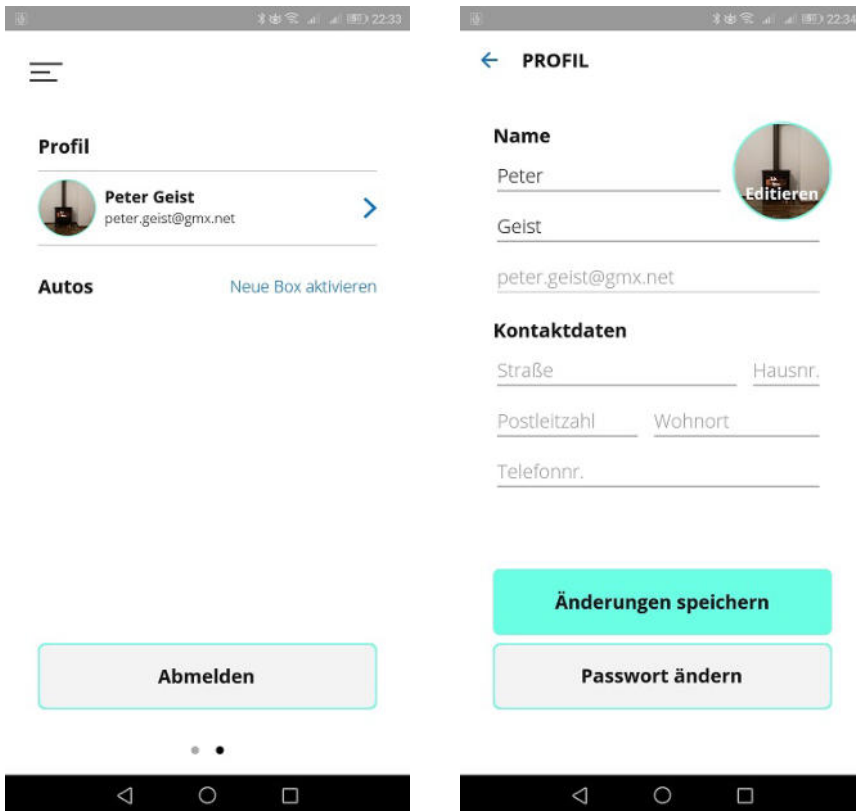 22:33
Profil
Peter Geist
peter.geist@gmx.net
Autos
Neue Box aktivieren
Abmelden
22:34
PROFIL
Name
Peter
Editieren
Geist
peter.geist@gmx.net
Kontaktdaten
Straße
Hausnr.
Postleitzahl
Wohnort
Telefonnr.
Änderungen speichern
Passwort ändern